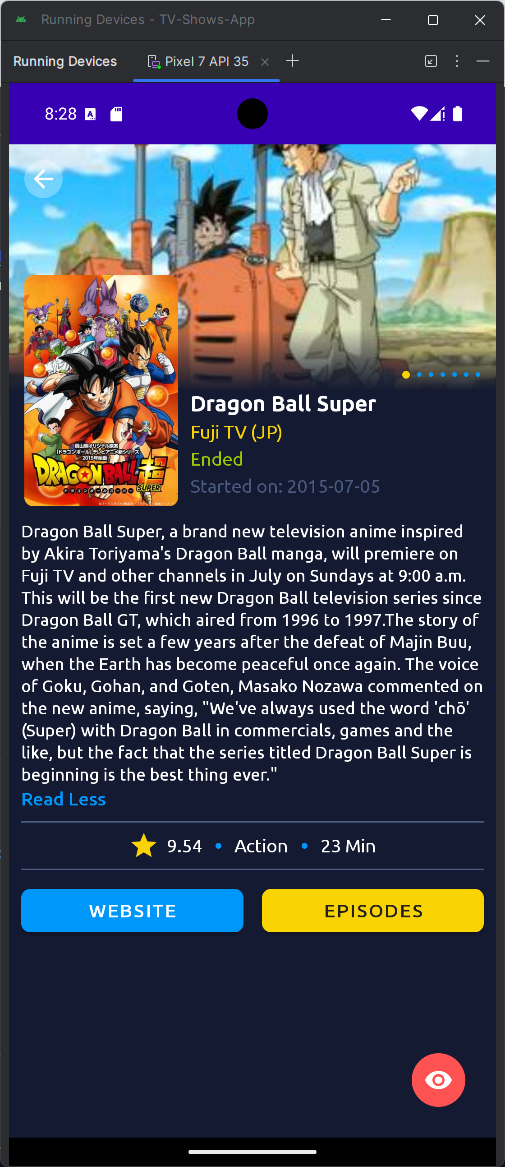 Running Devices - TV-Shows-App
Running Devices
Pixel 7 API 35
8:28
DRAGON BALL超
SUPER
Dragon Ball Super
Fuji TV (JP)
Ended
Started on: 2015-07-05
Dragon Ball Super, a brand new television anime inspired
by Akira Toriyama's Dragon Ball manga, will premiere on
Fuji TV and other channels in July on Sundays at 9:00 a.m.
This will be the first new Dragon Ball television series since
Dragon Ball GT, which aired from 1996 to 1997.The story of
the anime is set a few years after the defeat of Majin Buu,
when the Earth has become peaceful once again. The voice
of Goku, Gohan, and Goten, Masako Nozawa commented on
the new anime, saying, "We've always used the word 'chō'
(Super) with Dragon Ball in commercials, games and the
like, but the fact that the series titled Dragon Ball Super is
beginning is the best thing ever."
Read Less
9.54 • Action • 23 Min
WEBSITE
EPISODES